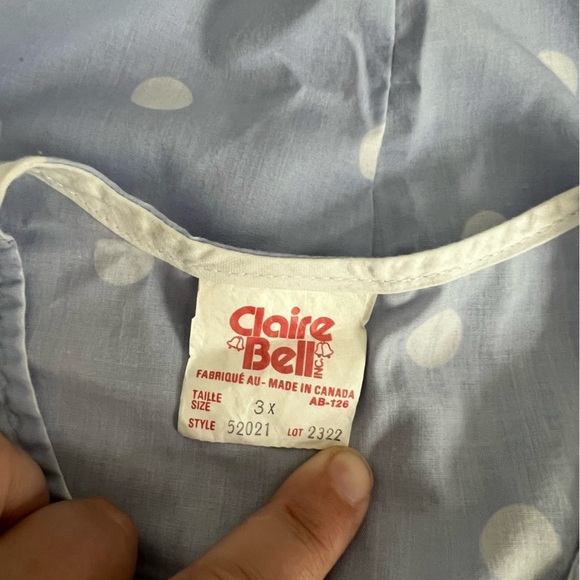 Claire
Bell INC.
FABRIQUÉ AU - MADE IN CANADA
TAILLE
SIZE 3X AB-126
STYLE 52021 LOT 2322